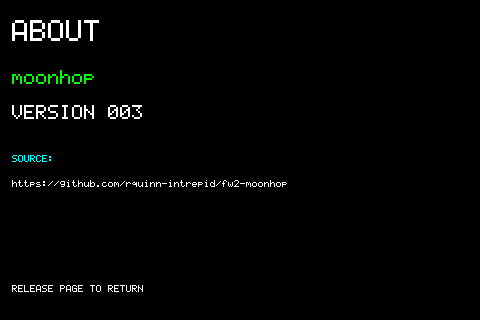 ABOUT
moonhop
VERSION 003
SOURCE:
https://github.com/rquinn-intrepid/fw2-moonhop
RELEASE PAGE TO RETURN